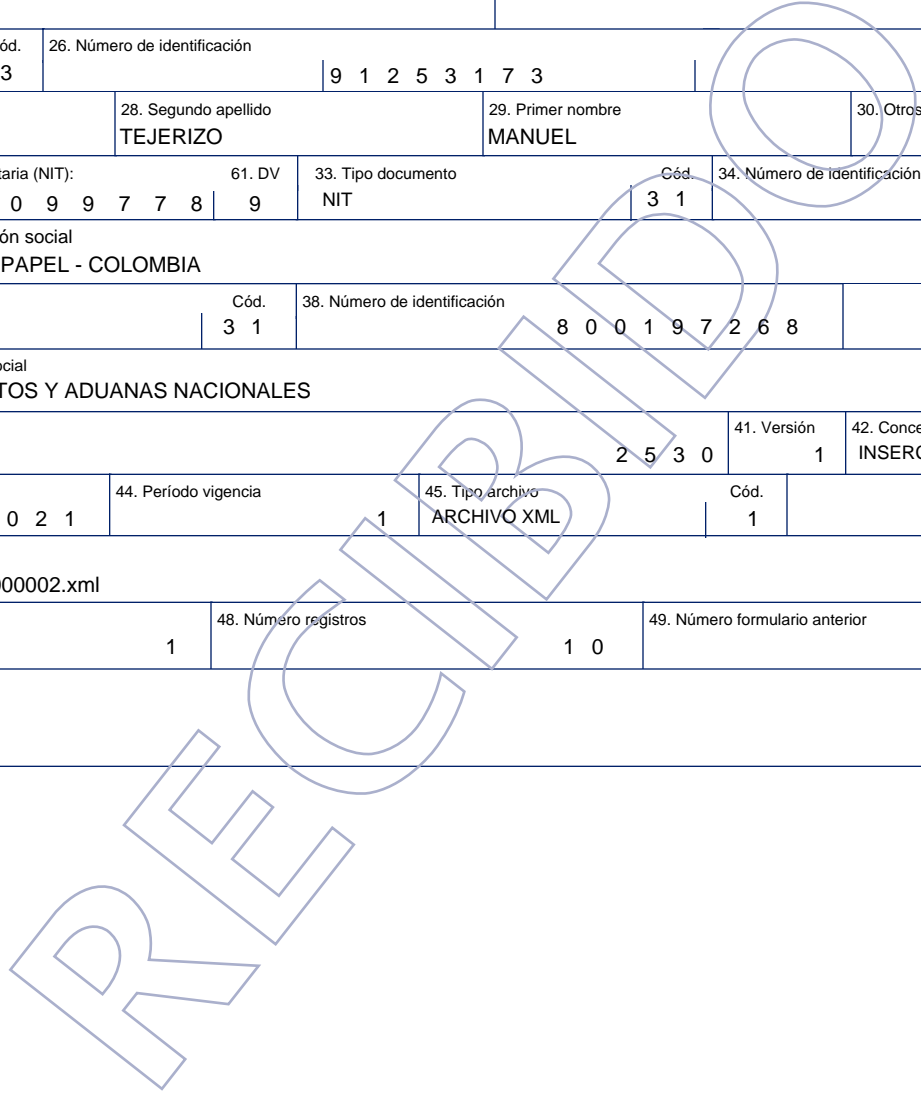 ód. 26. Número de identificación
3 9 1 2 5 3 1 7 3
28. Segundo apellido 29. Primer nombre 30. Otros
TEJERIZO MANUEL
taria (NIT): 61. DV 33. Tipo documento Cód. 34. Número de identificación
0 9 9 7 7 8 9 NIT 3 1
ón social
PAPEL - COLOMBIA
Cód. 38. Número de identificación
3 1 8 0 0 1 9 7 2 6 8
ocial
TOS Y ADUANAS NACIONALES
41. Versión 42. Conce
2 5 3 0 1 INSERC
44. Período vigencia 45. Tipo archivo Cód.
0 2 1 1 ARCHIVO XML 1
000002.xml
48. Número registros 49. Número formulario anterior
1 1 0
RECIBIDO